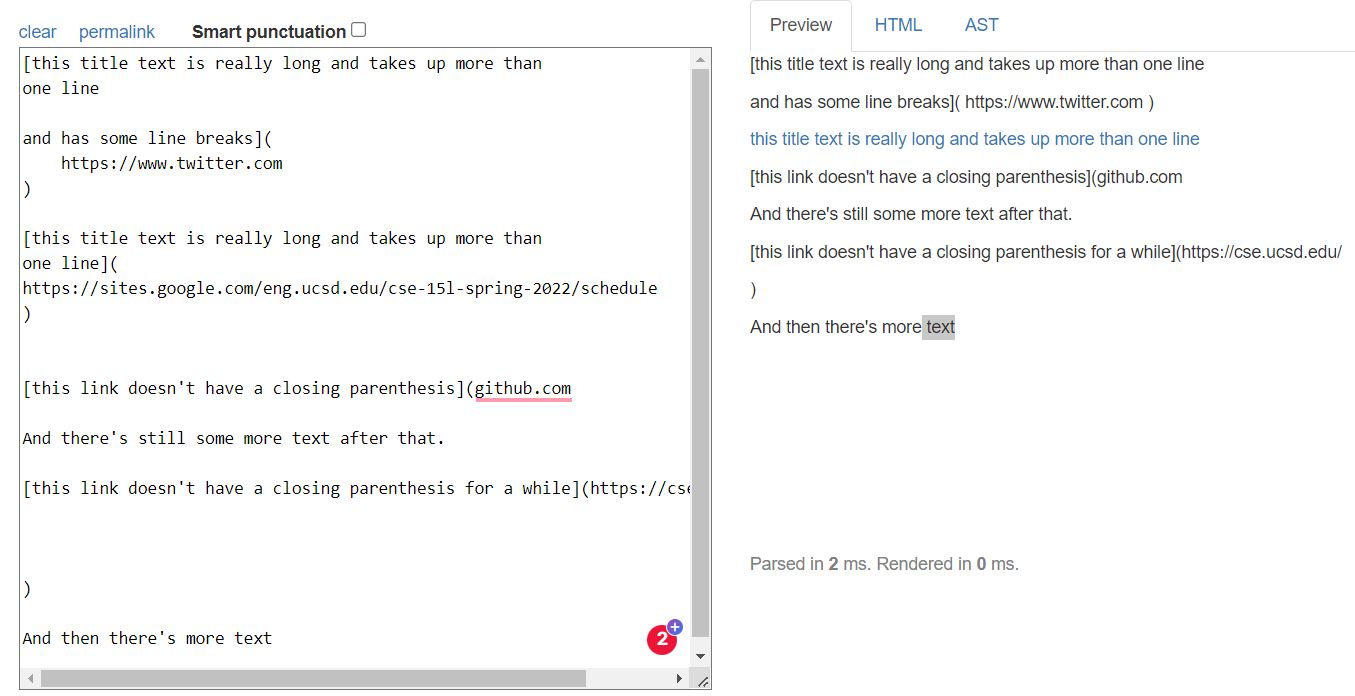 clear permalink Smart punctuation
[this title text is really long and takes up more than
one line
and has some line breaks](
https://www.twitter.com
)
[this title text is really long and takes up more than
one line](
https://sites.google.com/eng.ucsd.edu/cse-15l-spring-2022/schedule
)
[this link doesn't have a closing parenthesis](github.com
And there's still some more text after that.
[this link doesn't have a closing parenthesis for a while](https://cse
)
And then there's more text
2
Preview HTML AST
[this title text is really long and takes up more than one line
and has some line breaks]( https://www.twitter.com )
this title text is really long and takes up more than one line
[this link doesn't have a closing parenthesis](github.com
And there's still some more text after that.
[this link doesn't have a closing parenthesis for a while](https://cse.ucsd.edu/
)
And then there's more text
Parsed in 2 ms. Rendered in 0 ms.